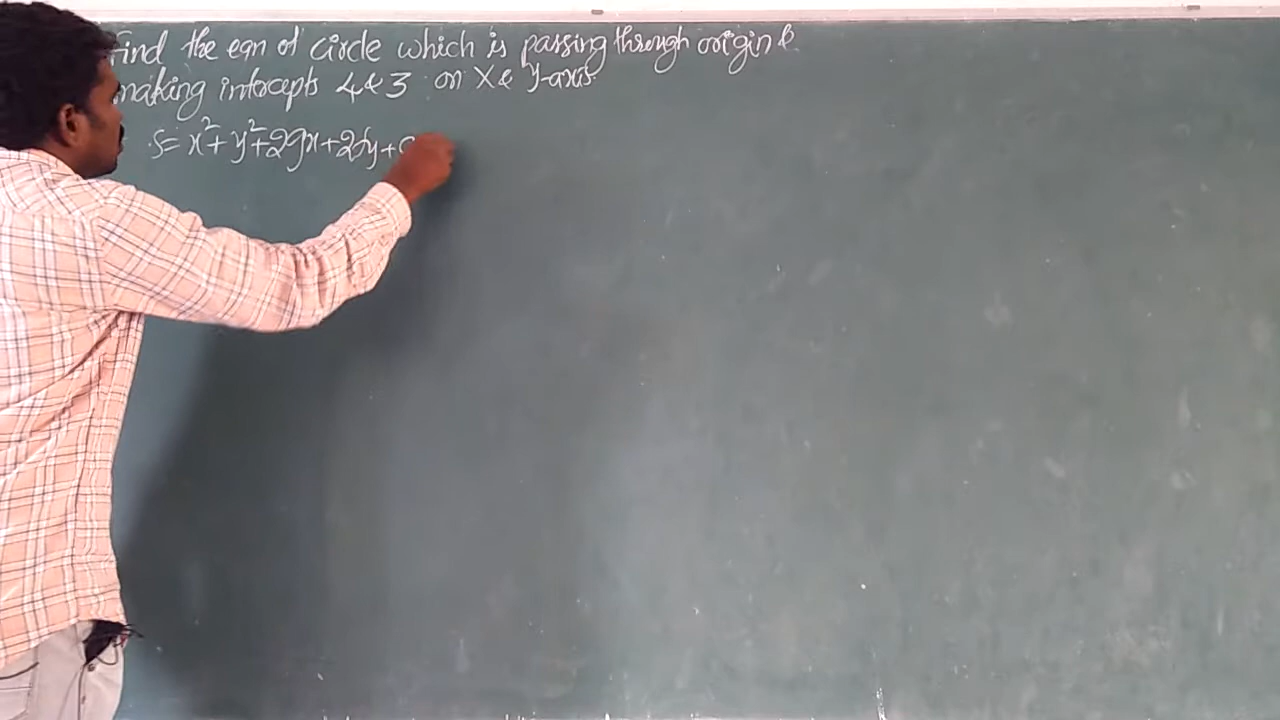 Find the eqn of circle which is passing through origin &
making intercepts 4 & 3 on X & Y-axis.
S = x² + y² + 2gx + 2fy + c